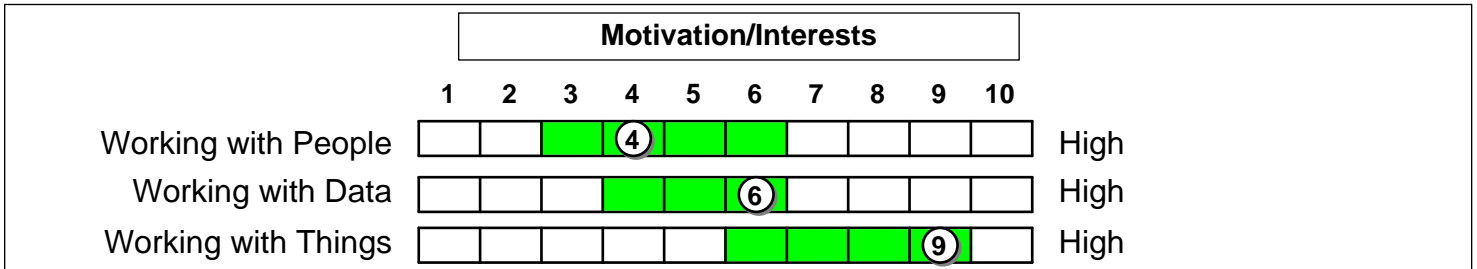 Motivation/Interests
1 2 3 4 5 6 7 8 9 10
Working with People 4 High
Working with Data 6 High
Working with Things 9 High